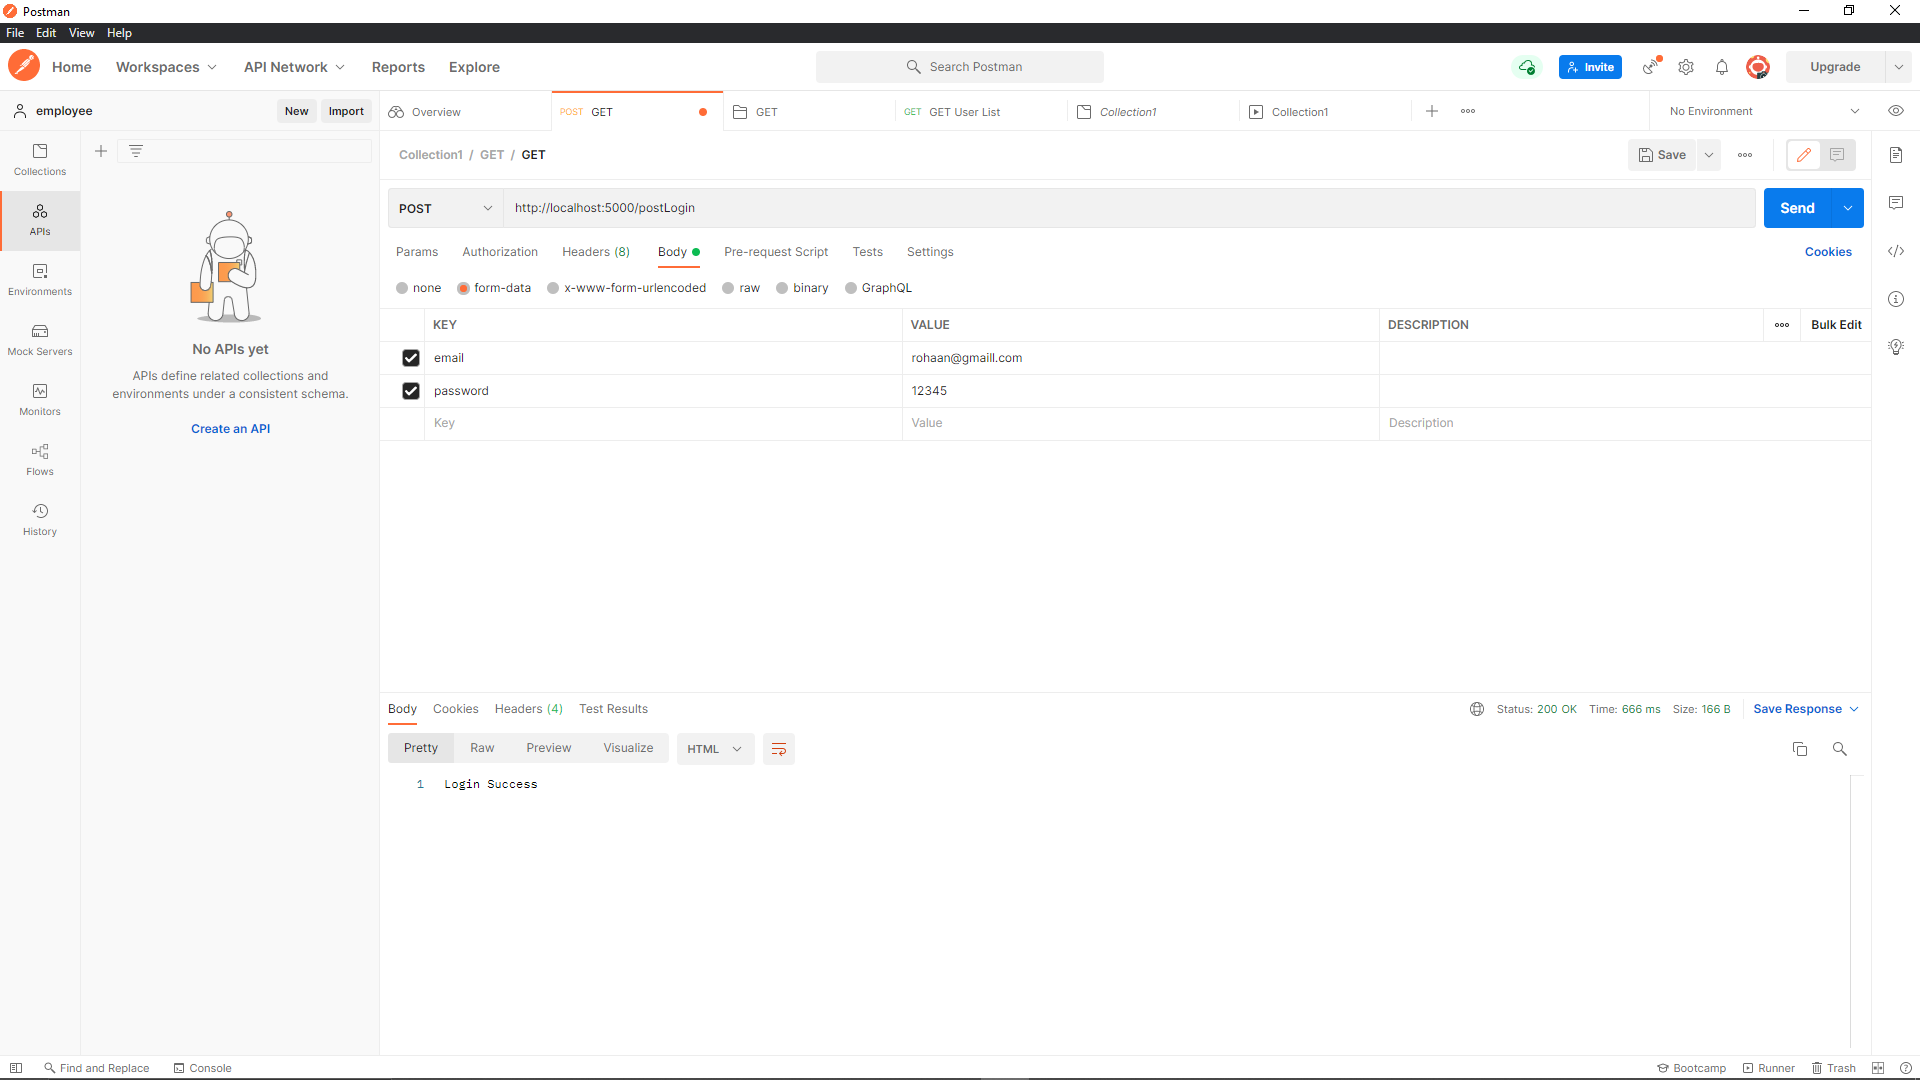 Postman
File Edit View Help
Home Workspaces API Network Reports Explore Search Postman Invite Upgrade
employee New Import Overview POST GET GET GET GET User List Collection1 Collection1 No Environment
Collection1 / GET / GET Save
POST http://localhost:5000/postLogin Send
Params Authorization Headers (8) Body Pre-request Script Tests Settings Cookies
none form-data x-www-form-urlencoded raw binary GraphQL
KEY VALUE DESCRIPTION Bulk Edit
email rohaan@gmaill.com
password 12345
Key Value Description
Collections
APIs
Environments
Mock Servers
Monitors
Flows
History
No APIs yet
APIs define related collections and
environments under a consistent schema.
Create an API
Body Cookies Headers (4) Test Results Status: 200 OK Time: 666 ms Size: 166 B Save Response
Pretty Raw Preview Visualize HTML
1 Login Success
Find and Replace Console Bootcamp Runner Trash